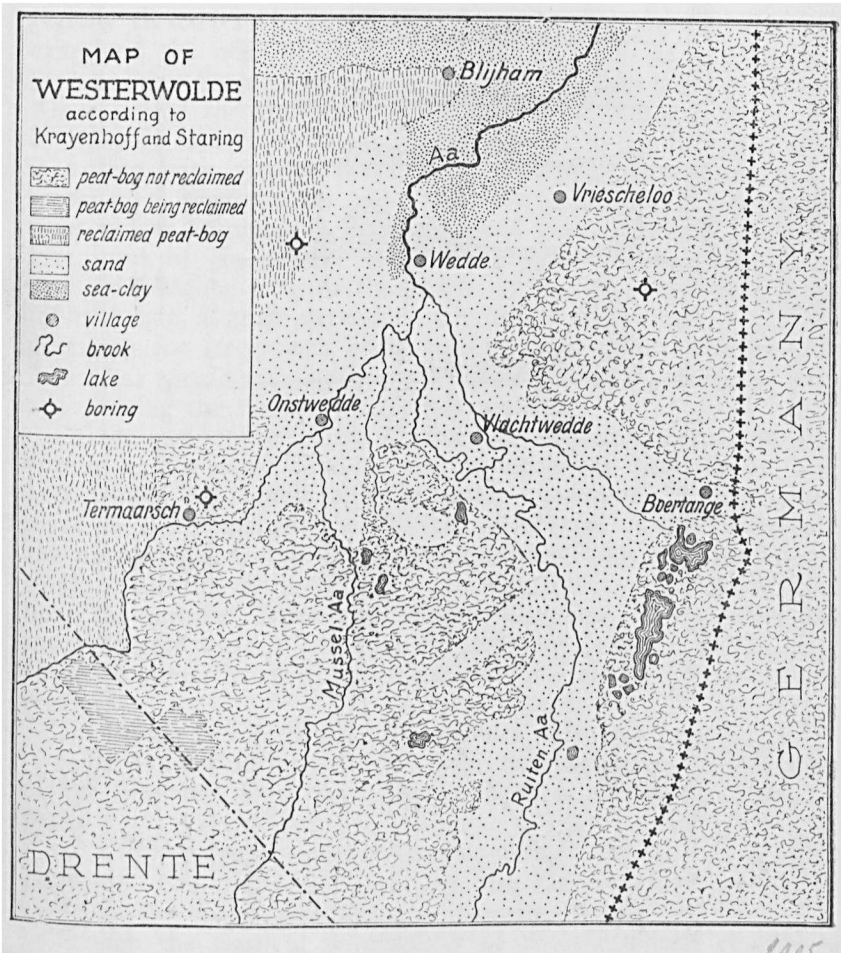 MAP OF
WESTERWOLDE
according to
Krayenhoff and Staring
peat-bog not reclaimed
peat-bog being reclaimed
reclaimed peat-bog
sand
sea-clay
village
brook
lake
boring
Blijham
Aa
Vriescheloo
Wedde
Onstwedde
Vlachtwedde
Termaarsch
Boertange
Mussel Aa
Ruiten Aa
GERMANY
DRENTE